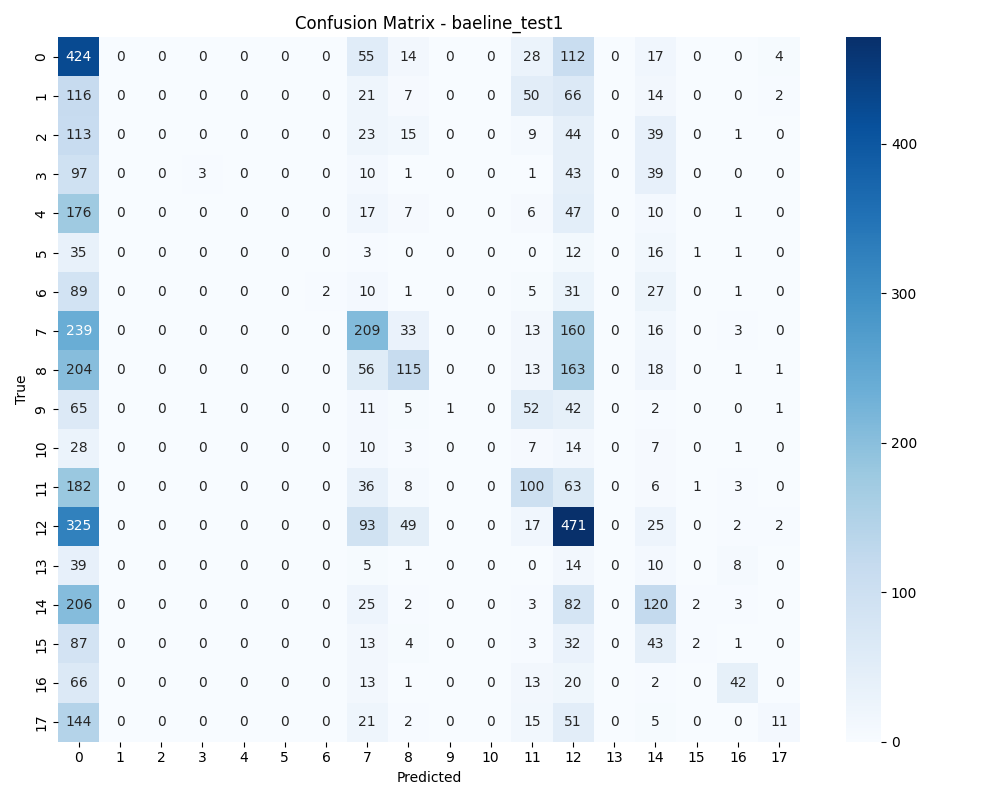 Confusion Matrix - baeline_test1
0 424 0 0 0 0 0 0 55 14 0 0 28 112 0 17 0 0 4
1 116 0 0 0 0 0 0 21 7 0 0 50 66 0 14 0 0 2
2 113 0 0 0 0 0 0 23 15 0 0 9 44 0 39 0 1 0
3 97 0 0 3 0 0 0 10 1 0 0 1 43 0 39 0 0 0
4 176 0 0 0 0 0 0 17 7 0 0 6 47 0 10 0 1 0
5 35 0 0 0 0 0 0 3 0 0 0 0 12 0 16 1 1 0
6 89 0 0 0 0 0 2 10 1 0 0 5 31 0 27 0 1 0
7 239 0 0 0 0 0 0 209 33 0 0 13 160 0 16 0 3 0
8 204 0 0 0 0 0 0 56 115 0 0 13 163 0 18 0 1 1
9 65 0 0 1 0 0 0 11 5 1 0 52 42 0 2 0 0 1
10 28 0 0 0 0 0 0 10 3 0 0 7 14 0 7 0 1 0
11 182 0 0 0 0 0 0 36 8 0 0 100 63 0 6 1 3 0
12 325 0 0 0 0 0 0 93 49 0 0 17 471 0 25 0 2 2
13 39 0 0 0 0 0 0 5 1 0 0 0 14 0 10 0 8 0
14 206 0 0 0 0 0 0 25 2 0 0 3 82 0 120 2 3 0
15 87 0 0 0 0 0 0 13 4 0 0 3 32 0 43 2 1 0
16 66 0 0 0 0 0 0 13 1 0 0 13 20 0 2 0 42 0
17 144 0 0 0 0 0 0 21 2 0 0 15 51 0 5 0 0 11
0 1 2 3 4 5 6 7 8 9 10 11 12 13 14 15 16 17
Predicted
True
400
300
200
100
0